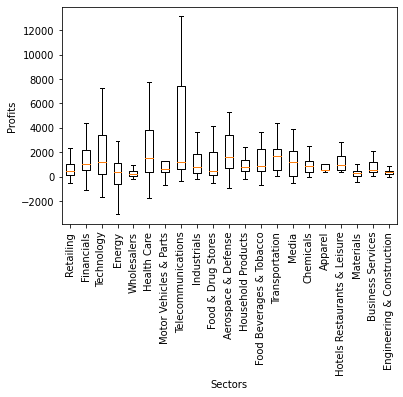 12000
10000
8000
6000
4000
2000
0
−2000
Profits
Retailing
Financials
Technology
Energy
Wholesalers
Health Care
Motor Vehicles & Parts
Telecommunications
Industrials
Food & Drug Stores
Aerospace & Defense
Household Products
Food Beverages & Tobacco
Transportation
Media
Chemicals
Apparel
Hotels Restaurants & Leisure
Materials
Business Services
Engineering & Construction
Sectors